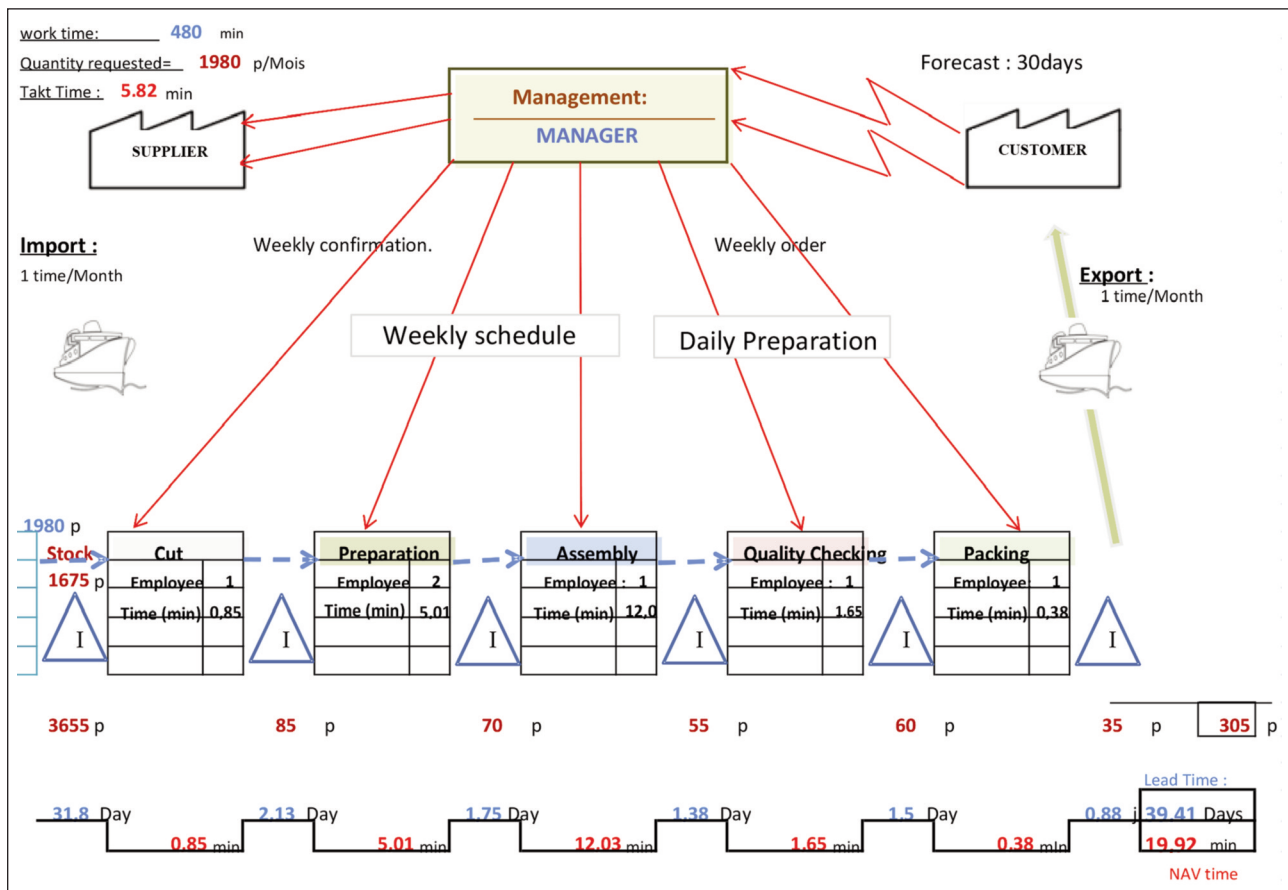 work time: 480 min
Quantity requested= 1980 p/Mois
Takt Time : 5.82 min
SUPPLIER
Management:
MANAGER
Forecast : 30days
CUSTOMER
Import :
1 time/Month
Weekly confirmation.
Weekly order
Export :
1 time/Month
Weekly schedule
Daily Preparation
1980 p
Stock
1675 p
I
Cut
Employee 1
Time (min) 0,85
I
Preparation
Employee 2
Time (min) 5,01
I
Assembly
Employee : 1
Time (min) 12,0
I
Quality Checking
Employee : 1
Time (min) 1.65
I
Packing
Employee : 1
Time (min) 0,38
I
3655 p 85 p 70 p 55 p 60 p 35 p 305 p
Lead Time :
31.8 Day 2.13 Day 1.75 Day 1.38 Day 1.5 Day 0.88 j 39.41 Days
0.85 min 5.01 min 12.03 min 1.65 min 0.38 mIn 19,92 min
NAV time